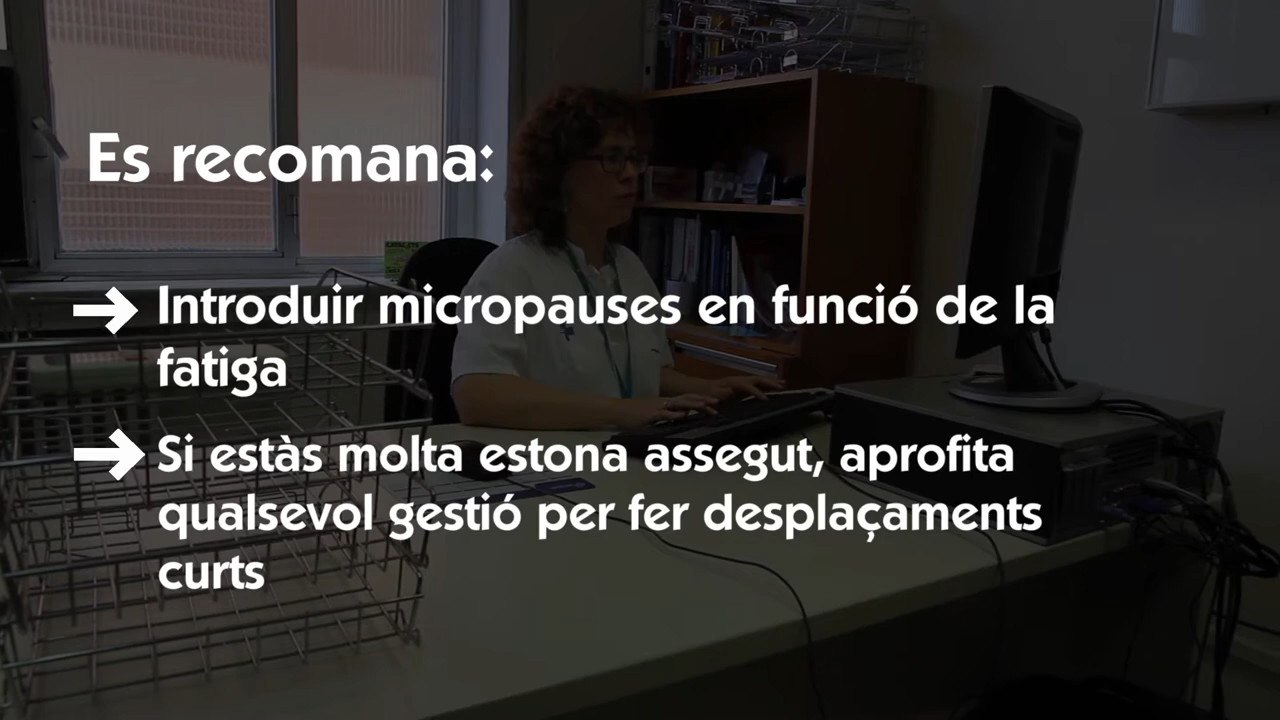 Es recomana:
Introduir micropauses en funció de la
fatiga
Si estàs molta estona assegut, aprofita
qualsevol gestió per fer desplaçaments
curts